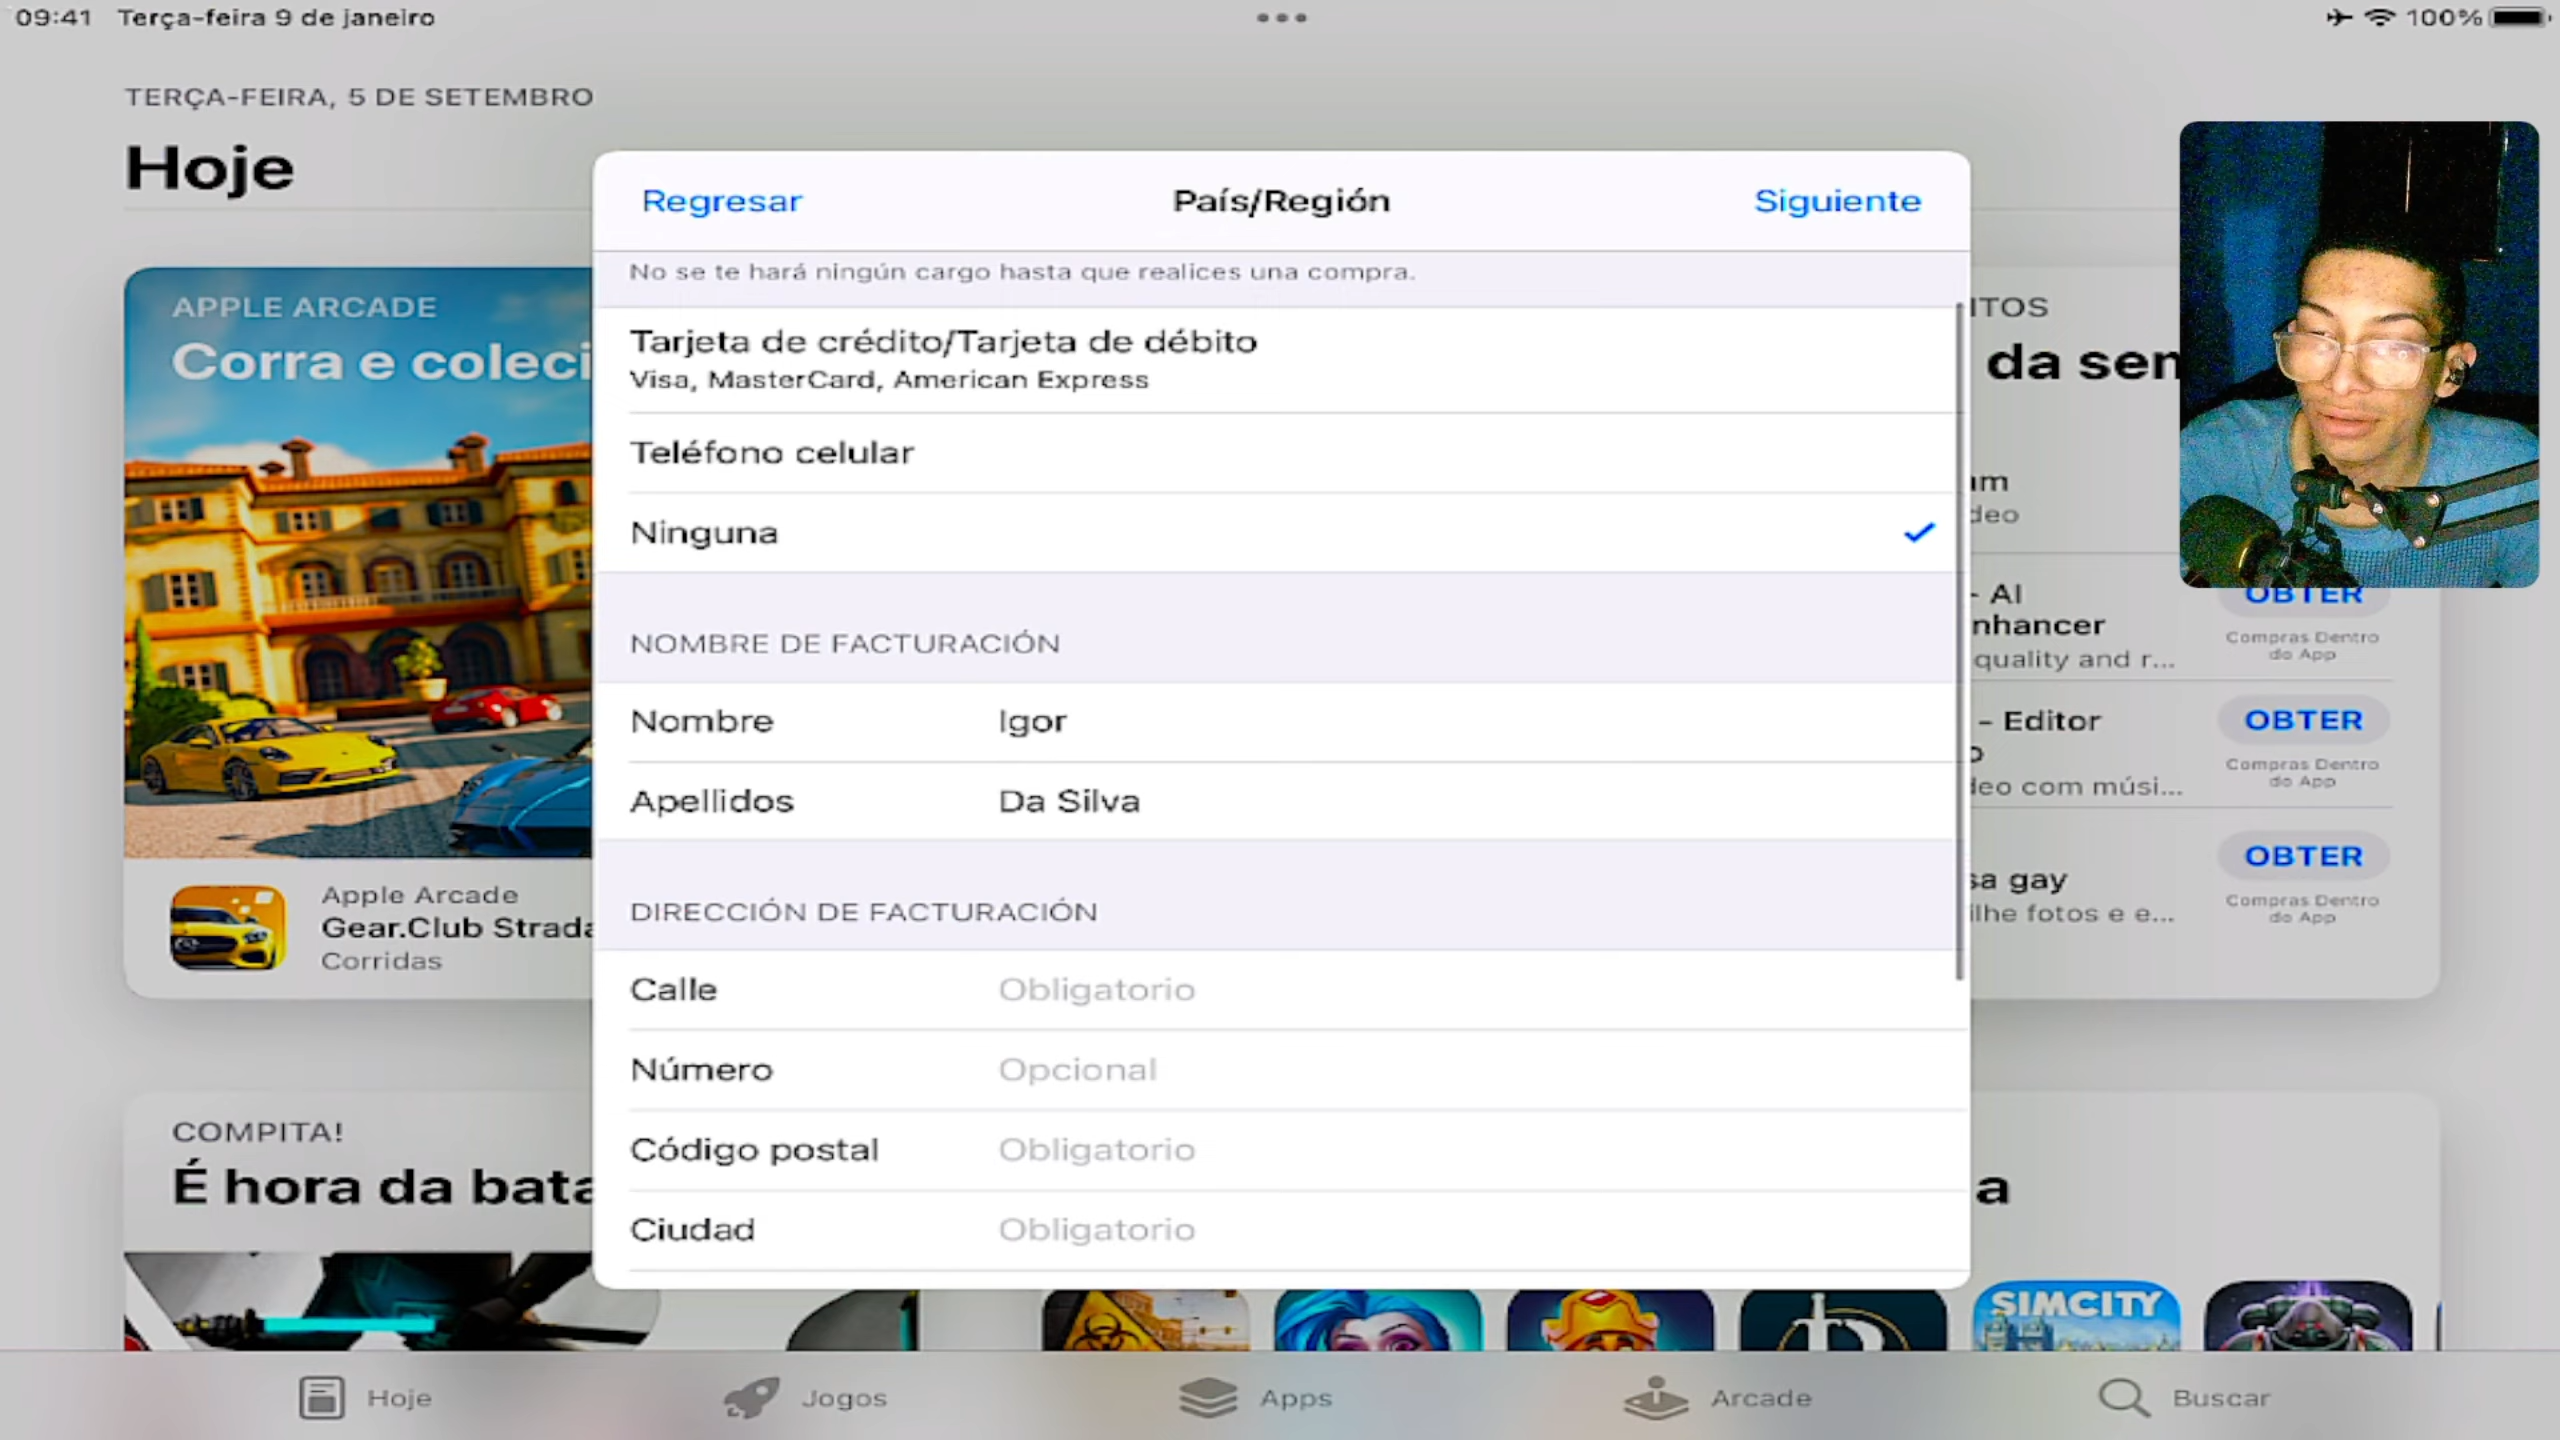 09:41 Terça-feira 9 de janeiro
100%
TERÇA-FEIRA, 5 DE SETEMBRO
Hoje
APPLE ARCADE
Corra e coleci
Apple Arcade
Gear.Club Strada
Corridas
COMPITA!
É hora da bata
Regresar
País/Región
Siguiente
No se te hará ningún cargo hasta que realices una compra.
Tarjeta de crédito/Tarjeta de débito
Visa, MasterCard, American Express
Teléfono celular
Ninguna
NOMBRE DE FACTURACIÓN
Nombre Igor
Apellidos Da Silva
DIRECCIÓN DE FACTURACIÓN
Calle Obligatorio
Número Opcional
Código postal Obligatorio
Ciudad Obligatorio
ITOS
da sem
deo
- AI
nhancer
quality and r...
OBTER
Compras Dentro
do App
- Editor
deo com músi...
OBTER
Compras Dentro
do App
sa gay
ilhe fotos e e...
OBTER
Compras Dentro
do App
a
SIMCITY
Hoje
Jogos
Apps
Arcade
Buscar